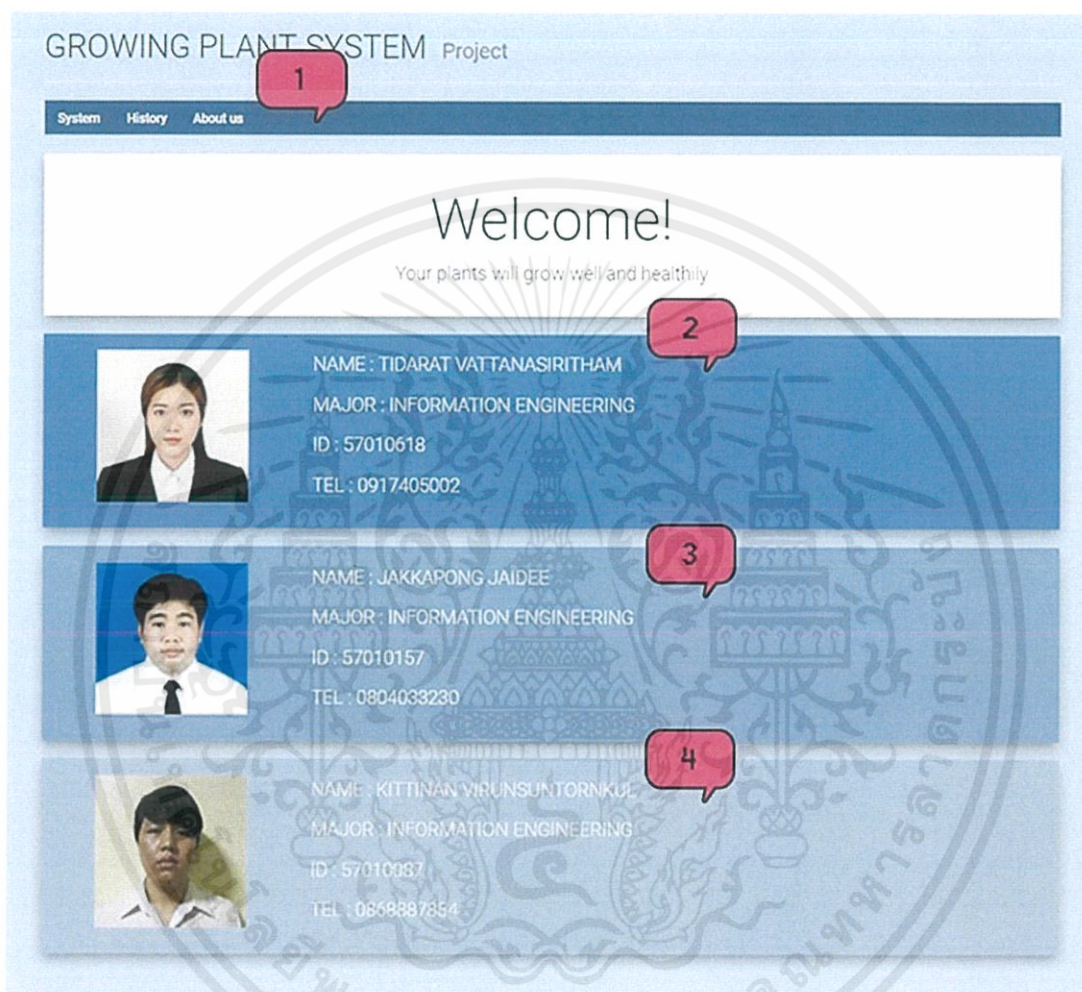 GROWING PLANT SYSTEM Project
1
System History About us
Welcome!
Your plants will grow well and healthily
2
NAME : TIDARAT VATTANASIRITHAM
MAJOR : INFORMATION ENGINEERING
ID : 57010618
TEL : 0917405002
3
NAME : JAKKAPONG JAIDEE
MAJOR : INFORMATION ENGINEERING
ID : 57010157
TEL : 0804033230
4
NAME : KITTINAN VIRUNSUNTORNKUL
MAJOR : INFORMATION ENGINEERING
ID : 57010087
TEL : 0868887854